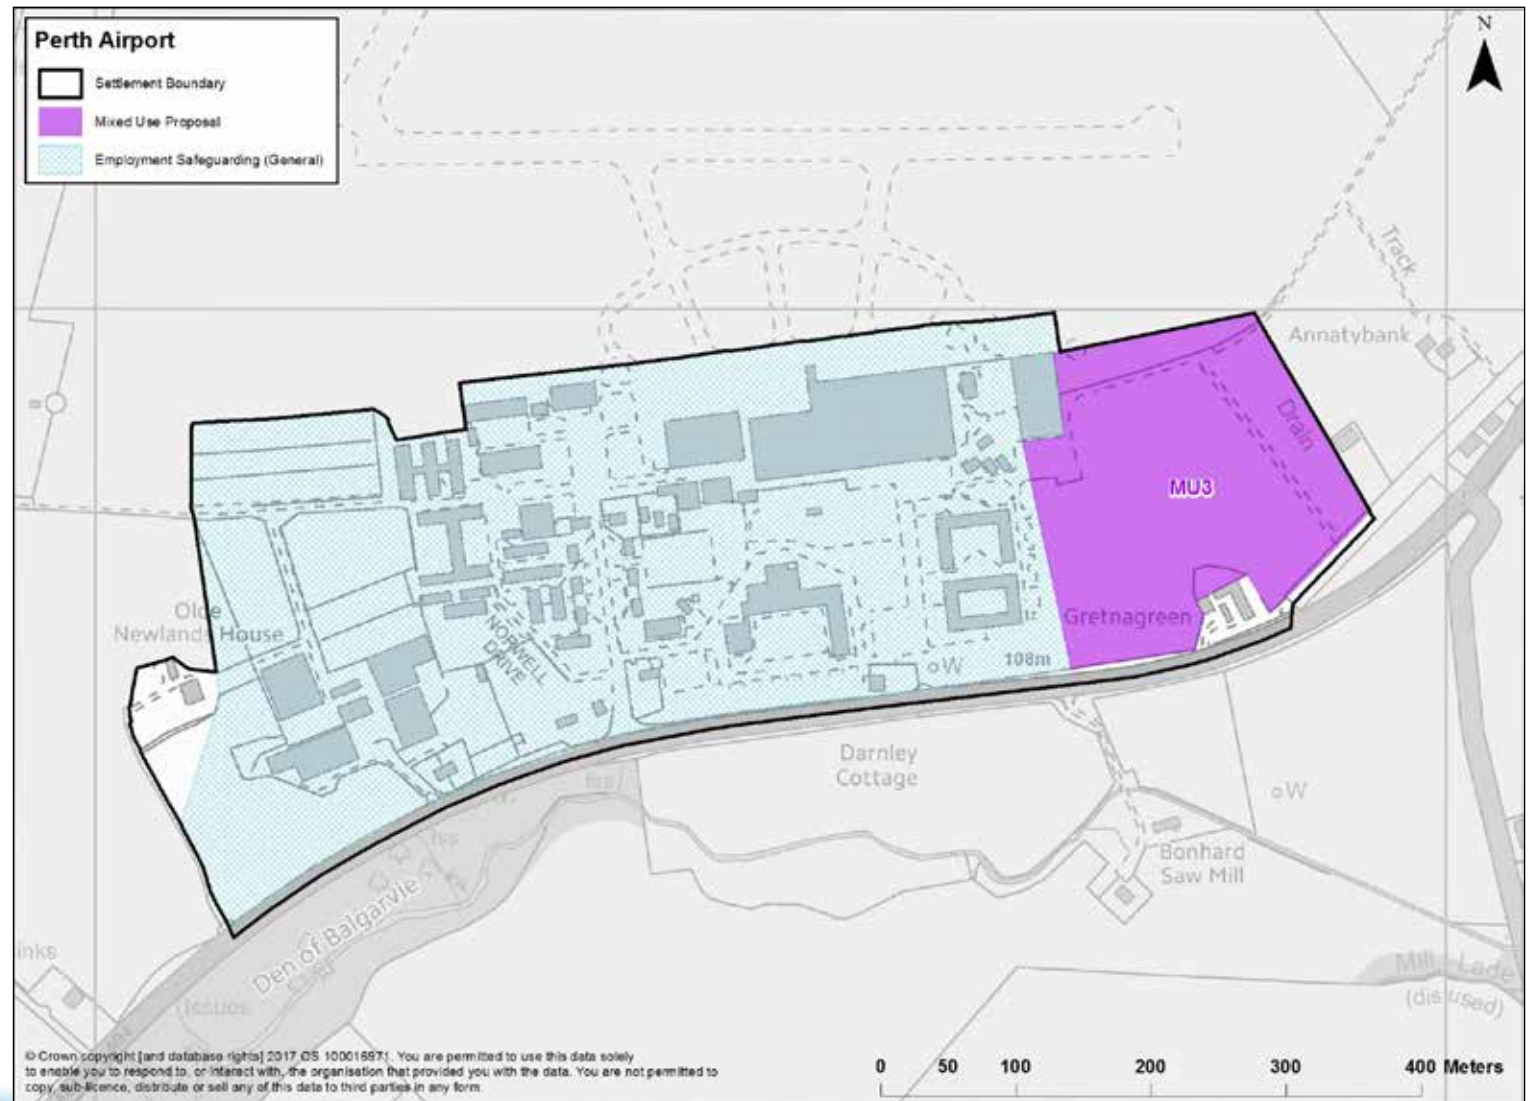 Perth Airport
Settlement Boundary
Mixed Use Proposal
Employment Safeguarding (General)
N
Track
Annatybank
Drain
MU3
Olde
Newlands House
Gretnagreen
NORWELL
DRIVE
W
108m
Darnley
Cottage
W
Iss
Bonhard
Saw Mill
Den of Balgarvie
inks
(Issues
Mill Lade
(disused)
© Crown copyright [and database rights] 2017 OS 100016971. You are permitted to use this data solely
to enable you to respond to, or interact with, the organisation that provided you with the data. You are not permitted to
copy, sub-licence, distribute or sell any of this data to third parties in any form.
0 50 100 200 300 400 Meters